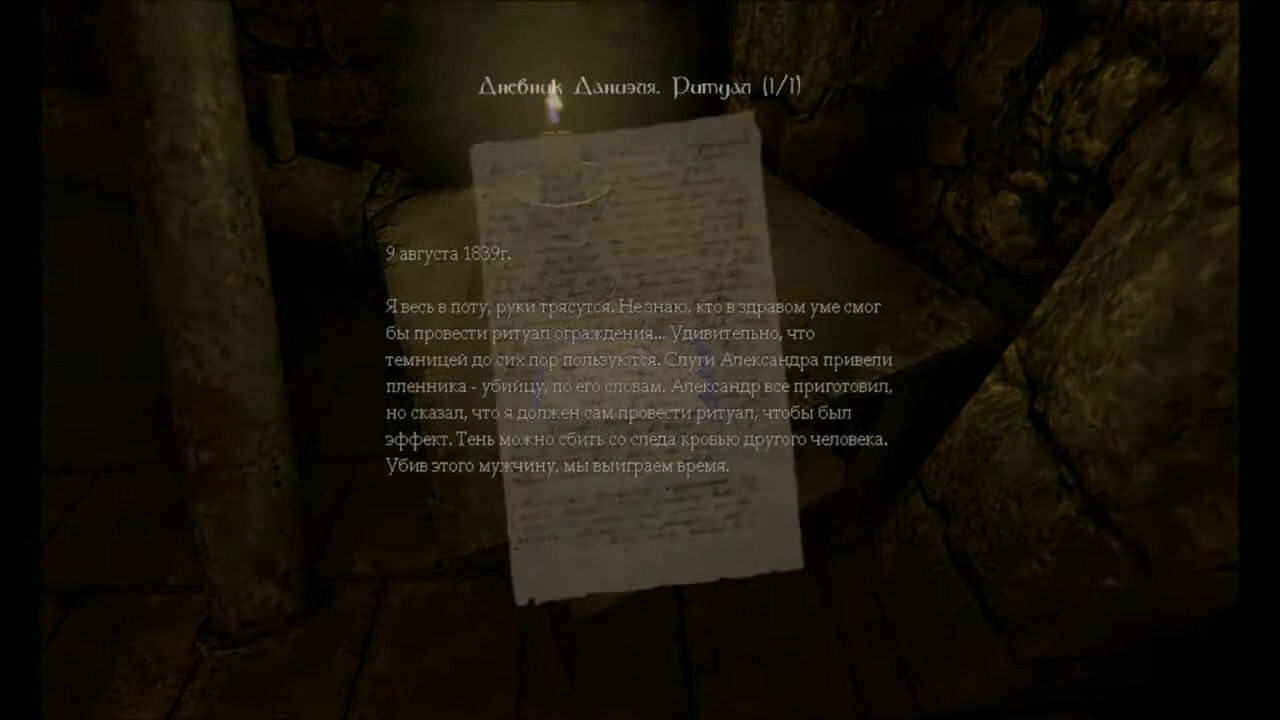 Дневник Даниэля. Ритуал (1/1)
9 августа 1839г.
Я весь в поту, руки трясутся. Не знаю, кто в здравом уме смог
бы провести ритуал ограждения... Удивительно, что
темницей до сих пор пользуются. Слуги Александра привели
пленника - убийцу, по его словам. Александр все приготовил,
но сказал, что я должен сам провести ритуал, чтобы был
эффект. Тень можно сбить со следа кровью другого человека.
Убив этого мужчину, мы выиграем время.